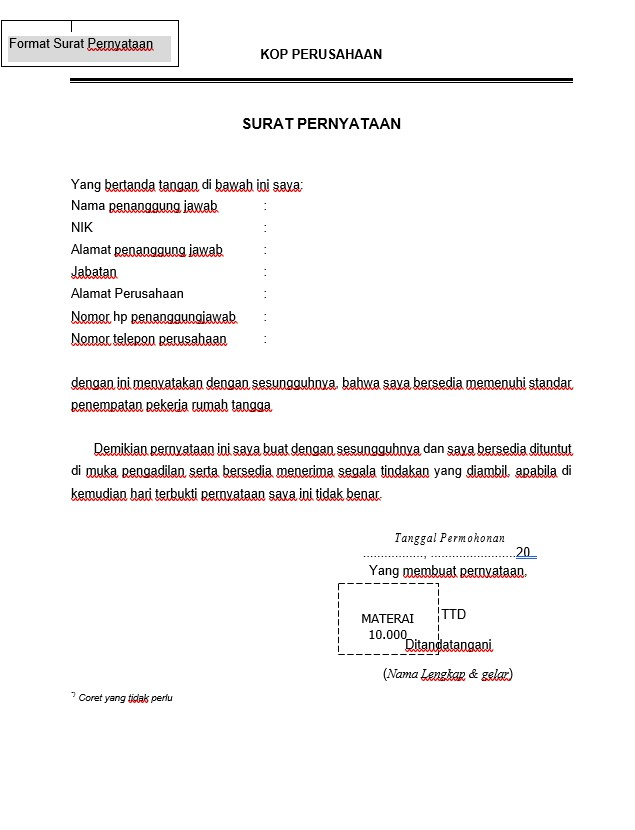 Format Surat Pernyataan
KOP PERUSAHAAN
SURAT PERNYATAAN
Yang bertanda tangan di bawah ini saya:
Nama penanggung jawab :
NIK :
Alamat penanggung jawab :
Jabatan :
Alamat Perusahaan :
Nomor hp penanggungjawab :
Nomor telepon perusahaan :
dengan ini menyatakan dengan sesungguhnya, bahwa saya bersedia memenuhi standar
penempatan pekerja rumah tangga
Demikian pernyataan ini saya buat dengan sesungguhnya dan saya bersedia dituntut
di muka pengadilan serta bersedia menerima segala tindakan yang diambil, apabila di
kemudian hari terbukti pernyataan saya ini tidak benar.
Tanggal Permohonan
................., .........................20__
Yang membuat pernyataan,
MATERAI
10.000
TTD
Ditandatangani
(Nama Lengkap & gelar)
*) Coret yang tidak perlu